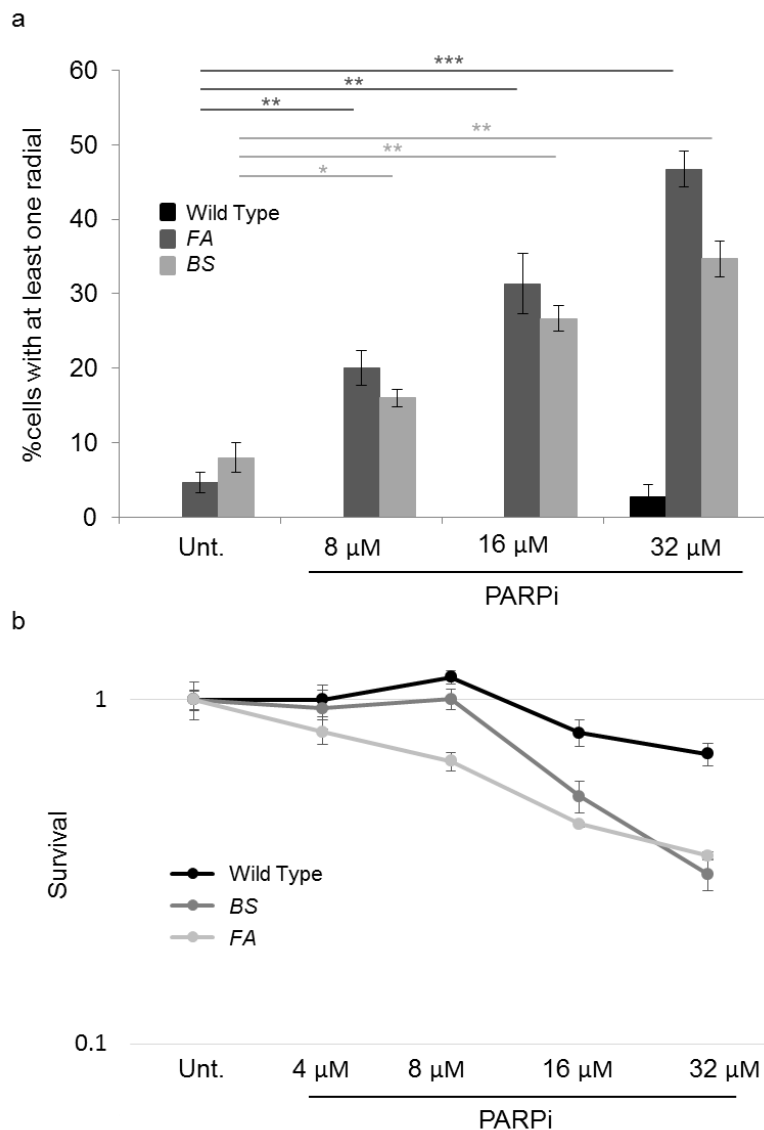 a
%cells with at least one radial
60
50
40
30
20
10
0
***
**
**
**
**
*
Wild Type
FA
BS
Unt.
8 µM
16 µM
32 µM
PARPi
b
Survival
1
0.1
Wild Type
BS
FA
Unt.
4 µM
8 µM
16 µM
32 µM
PARPi